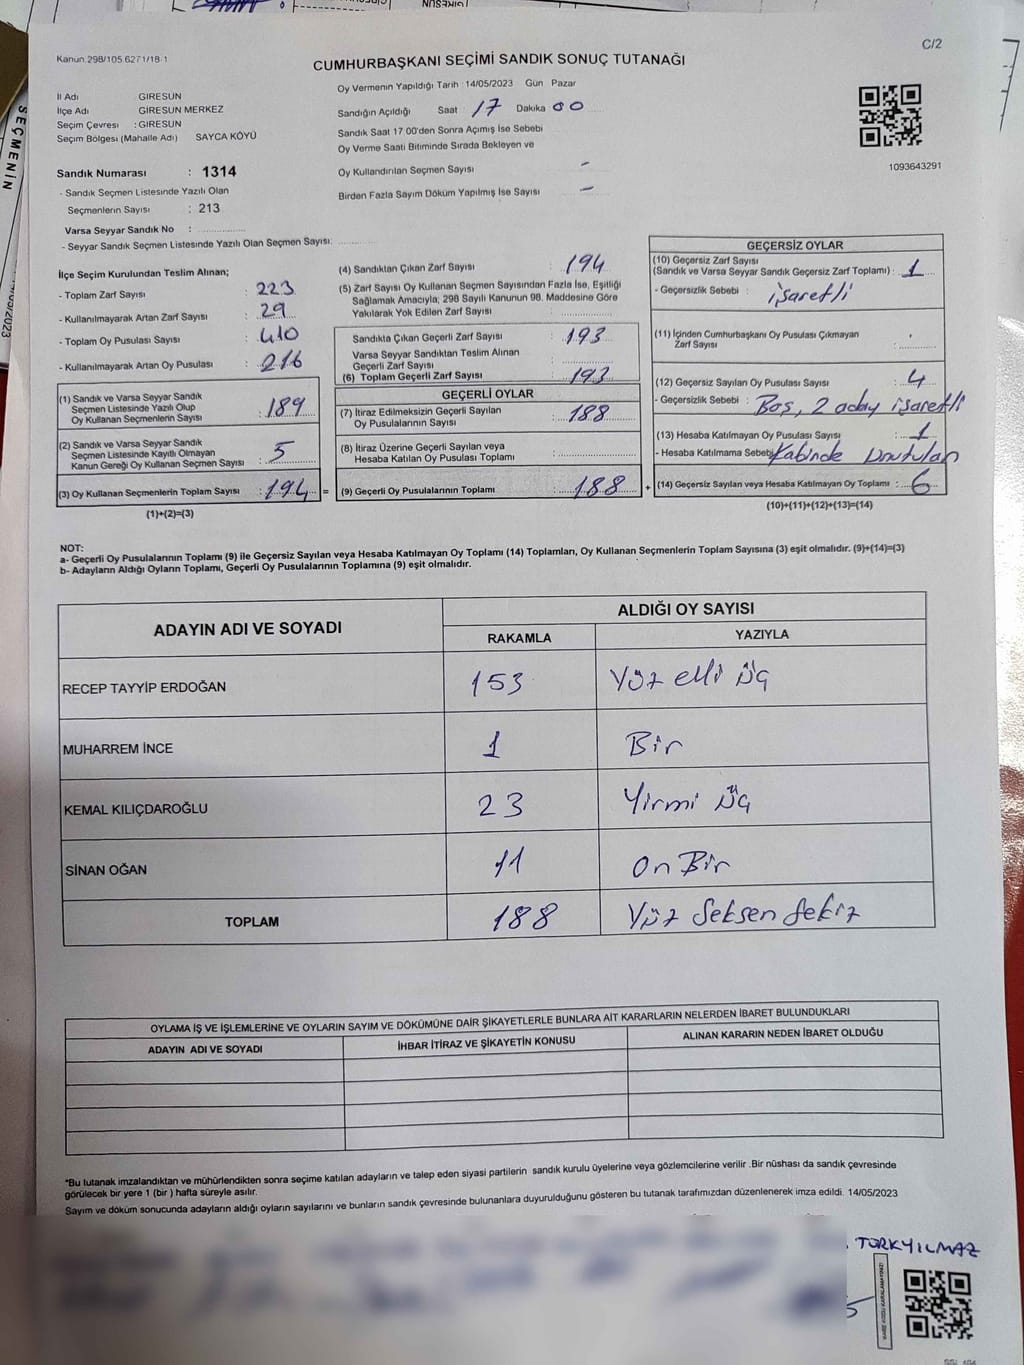 C/2
Kanun.298/105.6271/18-1
CUMHURBAŞKANI SEÇİMİ SANDIK SONUÇ TUTANAĞI
İl Adı GİRESUN
İlçe Adı GİRESUN MERKEZ
Seçim Çevresi : GİRESUN
Seçim Bölgesi (Mahalle Adı) SAYCA KÖYÜ
Sandık Numarası : 1314
- Sandık Seçmen Listesinde Yazılı Olan
Seçmenlerin Sayısı : 213
Varsa Seyyar Sandık No :
- Seyyar Sandık Seçmen Listesinde Yazılı Olan Seçmen Sayısı:
Oy Vermenin Yapıldığı Tarih 14/05/2023 Gün Pazar
Sandığın Açıldığı Saat 17 Dakika 00
Sandık Saat 17 00'den Sonra Açımış İse Sebebi
Oy Verme Saati Bitiminde Sırada Bekleyen ve
Oy Kullandırılan Seçmen Sayısı -
Birden Fazla Sayım Döküm Yapılmış İse Sayısı -
1093643291
SEÇMENİN
İlçe Seçim Kurulundan Teslim Alınan;
- Toplam Zarf Sayısı : 223
- Kullanılmayarak Artan Zarf Sayısı : 29
- Toplam Oy Pusulası Sayısı : 410
- Kullanılmayarak Artan Oy Pusulası : 216
(1) Sandık ve Varsa Seyyar Sandık
Seçmen Listesinde Yazılı Olup
Oy Kullanan Seçmenlerin Sayısı : 189
(2) Sandık ve Varsa Seyyar Sandık
Seçmen Listesinde Kayıtlı Olmayan
Kanun Gereği Oy Kullanan Seçmen Sayısı : 5
(3) Oy Kullanan Seçmenlerin Toplam Sayısı : 194 =
(1)+(2)=(3)
(4) Sandıktan Çıkan Zarf Sayısı : 194
(5) Zarf Sayısı Oy Kullanan Seçmen Sayısından Fazla İse, Eşitliği
Sağlamak Amacıyla, 298 Sayılı Kanunun 98. Maddesine Göre
Yakılarak Yok Edilen Zarf Sayısı :
Sandıkta Çıkan Geçerli Zarf Sayısı : 193
Varsa Seyyar Sandıktan Teslim Alınan
Geçerli Zarf Sayısı :
(6) Toplam Geçerli Zarf Sayısı : 193
GEÇERLİ OYLAR
(7) İtiraz Edilmeksizin Geçerli Sayılan
Oy Pusulalarının Sayısı : 188
(8) İtiraz Üzerine Geçerli Sayılan veya
Hesaba Katılan Oy Pusulası Toplamı :
(9) Geçerli Oy Pusulalarının Toplamı : 188 +
GEÇERSİZ OYLAR
(10) Geçersiz Zarf Sayısı
(Sandık ve Varsa Seyyar Sandık Geçersiz Zarf Toplamı) : 1
- Geçersizlik Sebebi : işaretli
(11) İçinden Cumhurbaşkanı Oy Pusulası Çıkmayan
Zarf Sayısı :
(12) Geçersiz Sayılan Oy Pusulası Sayısı : 4
- Geçersizlik Sebebi : Boş, 2 aday işaretli
(13) Hesaba Katılmayan Oy Pusulası Sayısı : 1
- Hesaba Katılmama Sebebi Kabinde Unutulan
(14) Geçersiz Sayılan veya Hesaba Katılmayan Oy Toplamı : 6
(10)+(11)+(12)+(13)=(14)
NOT:
a- Geçerli Oy Pusulalarının Toplamı (9) ile Geçersiz Sayılan veya Hesaba Katılmayan Oy Toplamı (14) Toplamları, Oy Kullanan Seçmenlerin Toplam Sayısına (3) eşit olmalıdır. (9)+(14)=(3)
b- Adayların Aldığı Oyların Toplamı, Geçerli Oy Pusulalarının Toplamına (9) eşit olmalıdır.
ADAYIN ADI VE SOYADI ALDIĞI OY SAYISI
RAKAMLA YAZIYLA
RECEP TAYYİP ERDOĞAN 153 Yüz elli üç
MUHARREM İNCE 1 Bir
KEMAL KILIÇDAROĞLU 23 Yirmi üç
SİNAN OĞAN 11 On Bir
TOPLAM 188 Yüz Seksen Sekiz
OYLAMA İŞ VE İŞLEMLERİNE VE OYLARIN SAYIM VE DÖKÜMÜNE DAİR ŞİKAYETLERLE BUNLARA AİT KARARLARIN NELERDEN İBARET BULUNDUKLARI
ADAYIN ADI VE SOYADI İHBAR İTİRAZ VE ŞİKAYETİN KONUSU ALINAN KARARIN NEDEN İBARET OLDUĞU
*Bu tutanak imzalandıktan ve mühürlendikten sonra seçime katılan adayların ve talep eden siyasi partilerin sandık kurulu üyelerine veya gözlemcilerine verilir .Bir nüshası da sandık çevresinde
görülecek bir yere 1 (bir ) hafta süreyle asılır.
Sayım ve döküm sonucunda adayların aldığı oyların sayılarını ve bunların sandık çevresinde bulunanlara duyurulduğunu gösteren bu tutanak tarafımızdan düzenlenerek imza edildi. 14/05/2023
TÜRKYILMAZ